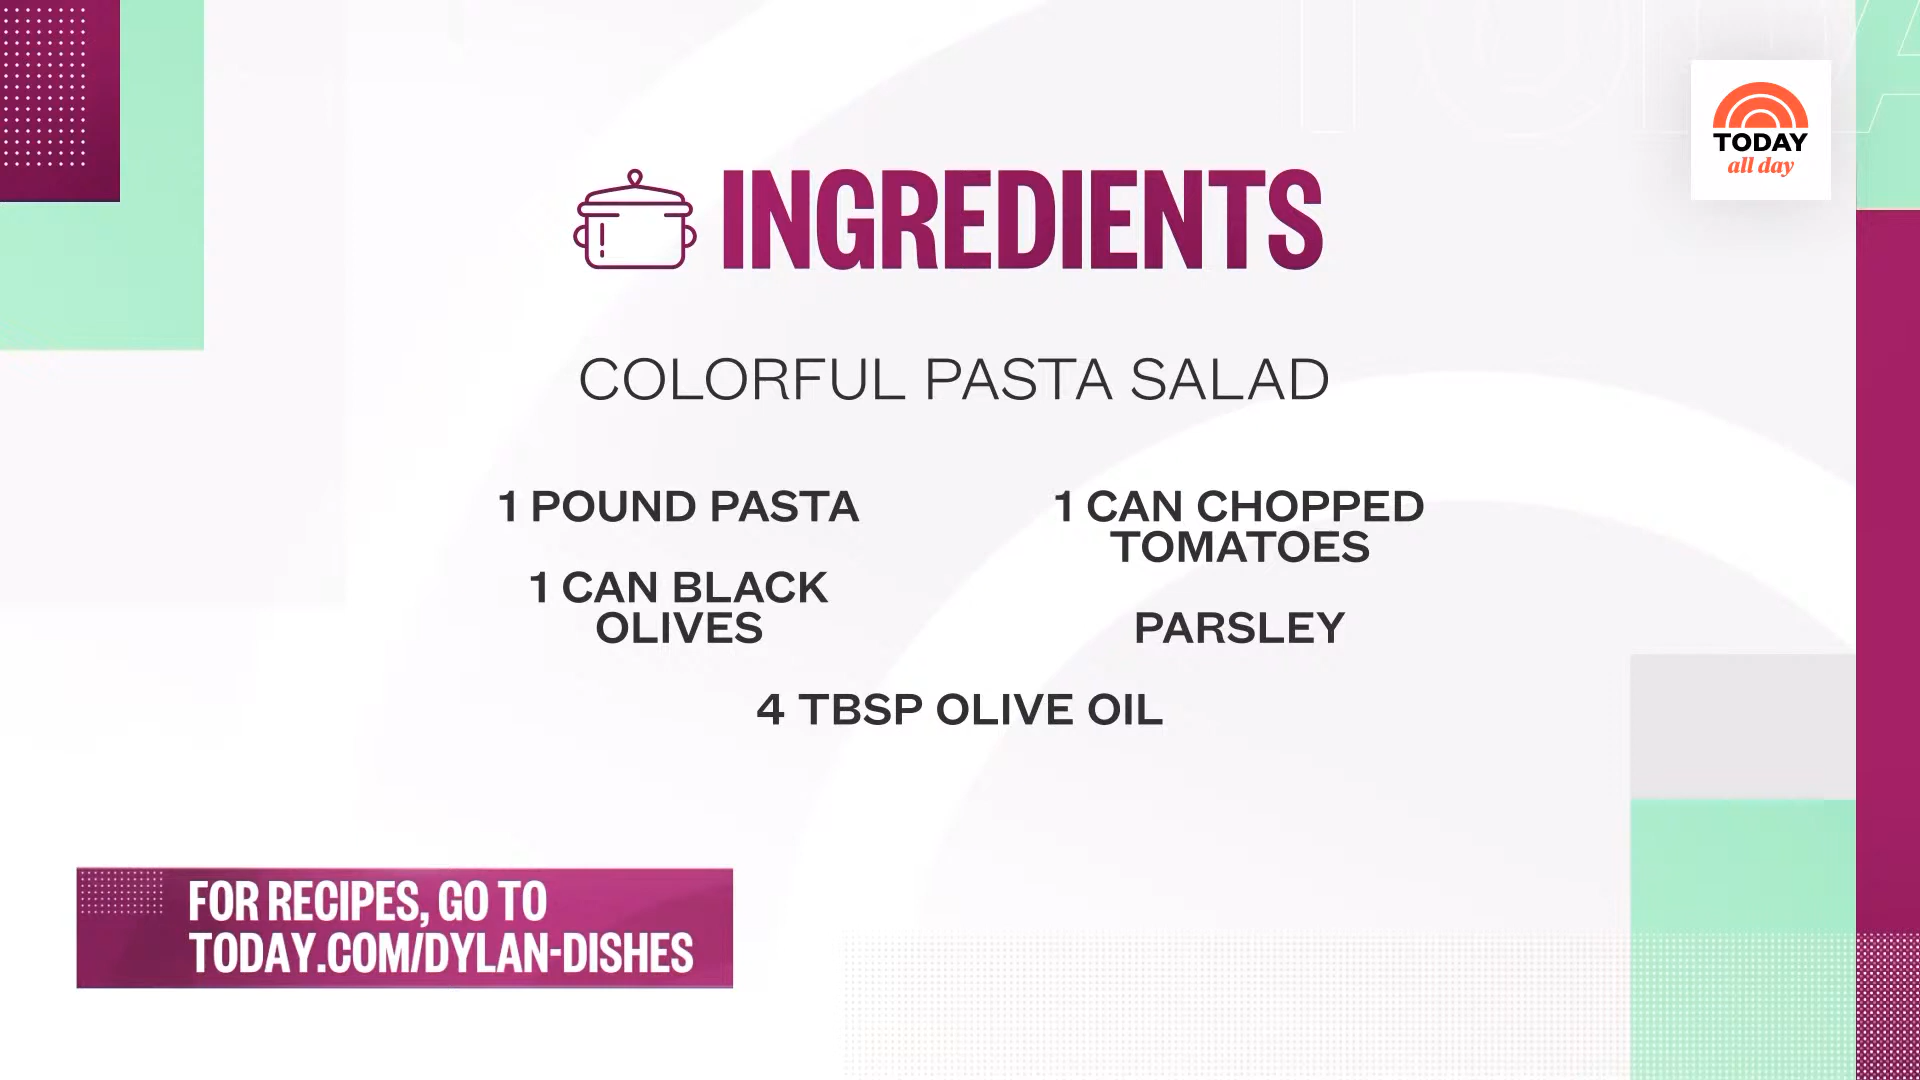 TODAY
all day
INGREDIENTS
COLORFUL PASTA SALAD
1 POUND PASTA
1 CAN BLACK
OLIVES
1 CAN CHOPPED
TOMATOES
PARSLEY
4 TBSP OLIVE OIL
FOR RECIPES, GO TO
TODAY.COM/DYLAN-DISHES